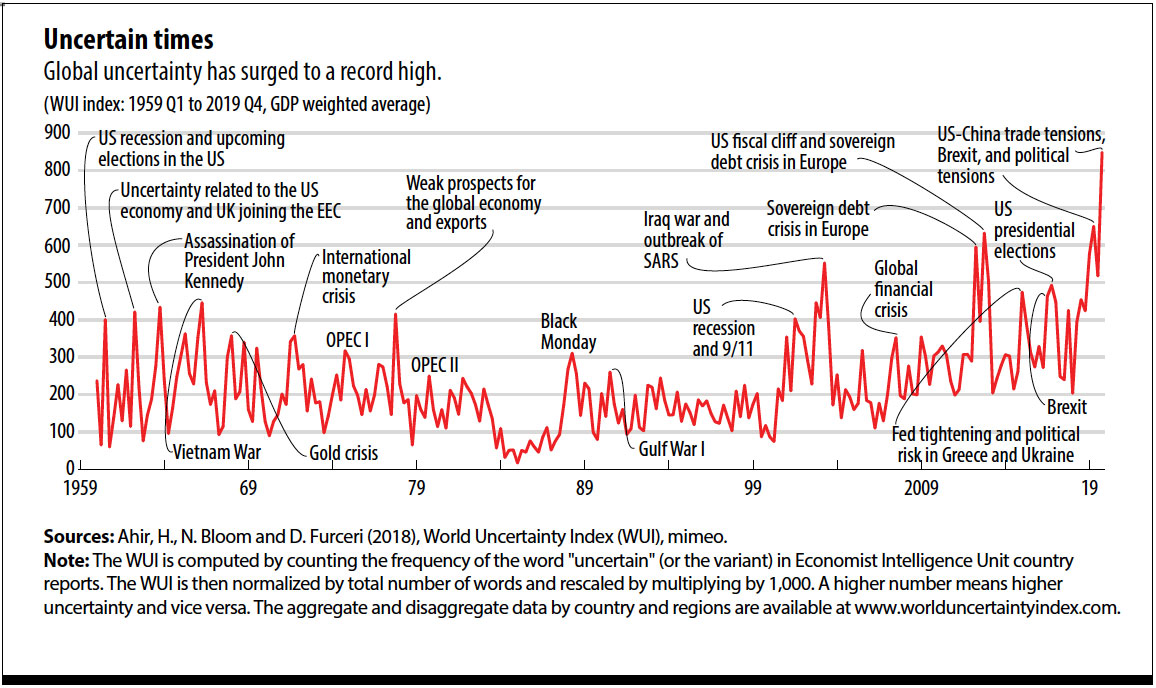 Uncertain times
Global uncertainty has surged to a record high.
(WUI index: 1959 Q1 to 2019 Q4, GDP weighted average)
900
800
700
600
500
400
300
200
100
0
US recession and upcoming
elections in the US
Uncertainty related to the US
economy and UK joining the EEC
Assassination of
President John
Kennedy
Vietnam War
Gold crisis
International
monetary
crisis
OPEC I
Weak prospects for
the global economy
and exports
OPEC II
Black
Monday
Gulf War I
US
recession
and 9/11
Iraq war and
outbreak of
SARS
Global
financial
crisis
Sovereign debt
crisis in Europe
US fiscal cliff and sovereign
debt crisis in Europe
Fed tightening and political
risk in Greece and Ukraine
Brexit
US
presidential
elections
US-China trade tensions,
Brexit, and political
tensions
1959
69
79
89
99
2009
19
Sources: Ahir, H., N. Bloom and D. Furceri (2018), World Uncertainty Index (WUI), mimeo.
Note: The WUI is computed by counting the frequency of the word "uncertain" (or the variant) in Economist Intelligence Unit country
reports. The WUI is then normalized by total number of words and rescaled by multiplying by 1,000. A higher number means higher
uncertainty and vice versa. The aggregate and disaggregate data by country and regions are available at www.worlduncertaintyindex.com.